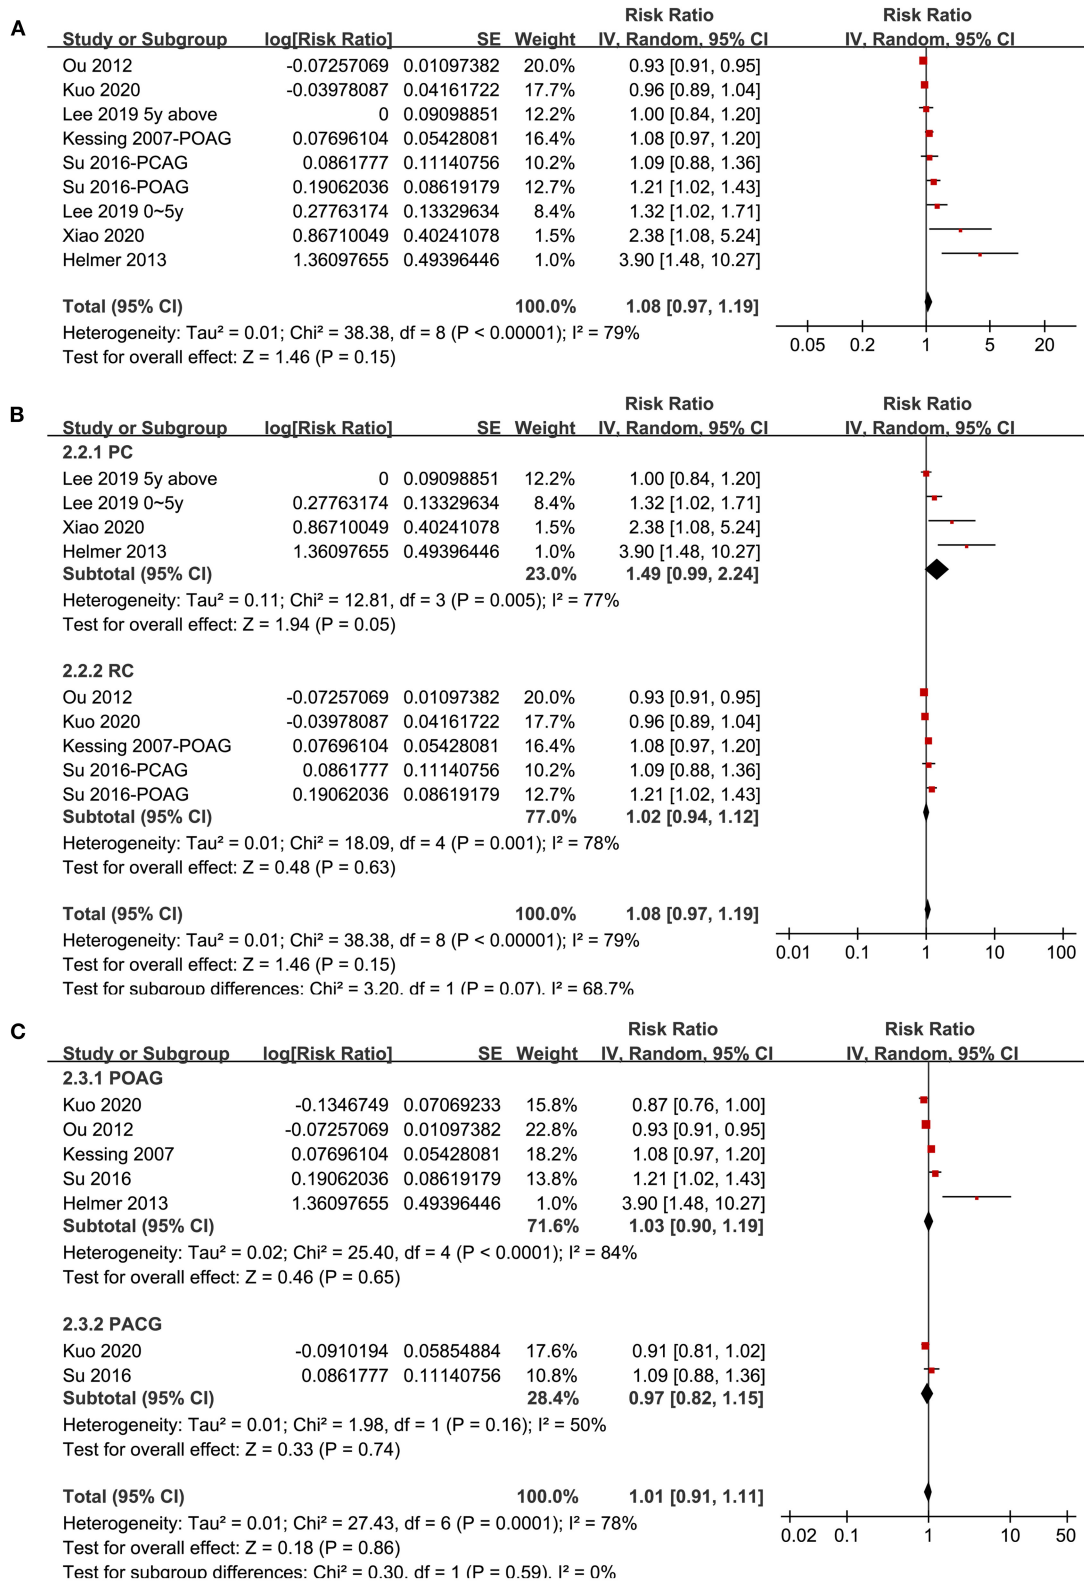 A
Risk Ratio Risk Ratio
Study or Subgroup log[Risk Ratio] SE Weight IV, Random, 95% CI IV, Random, 95% CI
Ou 2012 -0.07257069 0.01097382 20.0% 0.93 [0.91, 0.95]
Kuo 2020 -0.03978087 0.04161722 17.7% 0.96 [0.89, 1.04]
Lee 2019 5y above 0 0.09098851 12.2% 1.00 [0.84, 1.20]
Kessing 2007-POAG 0.07696104 0.05428081 16.4% 1.08 [0.97, 1.20]
Su 2016-PCAG 0.0861777 0.11140756 10.2% 1.09 [0.88, 1.36]
Su 2016-POAG 0.19062036 0.08619179 12.7% 1.21 [1.02, 1.43]
Lee 2019 0~5y 0.27763174 0.13329634 8.4% 1.32 [1.02, 1.71]
Xiao 2020 0.86710049 0.40241078 1.5% 2.38 [1.08, 5.24]
Helmer 2013 1.36097655 0.49396446 1.0% 3.90 [1.48, 10.27]
Total (95% CI) 100.0% 1.08 [0.97, 1.19]
Heterogeneity: Tau² = 0.01; Chi² = 38.38, df = 8 (P < 0.00001); I² = 79%
Test for overall effect: Z = 1.46 (P = 0.15)
0.05 0.2 1 5 20
B
Risk Ratio Risk Ratio
Study or Subgroup log[Risk Ratio] SE Weight IV, Random, 95% CI IV, Random, 95% CI
2.2.1 PC
Lee 2019 5y above 0 0.09098851 12.2% 1.00 [0.84, 1.20]
Lee 2019 0~5y 0.27763174 0.13329634 8.4% 1.32 [1.02, 1.71]
Xiao 2020 0.86710049 0.40241078 1.5% 2.38 [1.08, 5.24]
Helmer 2013 1.36097655 0.49396446 1.0% 3.90 [1.48, 10.27]
Subtotal (95% CI) 23.0% 1.49 [0.99, 2.24]
Heterogeneity: Tau² = 0.11; Chi² = 12.81, df = 3 (P = 0.005); I² = 77%
Test for overall effect: Z = 1.94 (P = 0.05)
2.2.2 RC
Ou 2012 -0.07257069 0.01097382 20.0% 0.93 [0.91, 0.95]
Kuo 2020 -0.03978087 0.04161722 17.7% 0.96 [0.89, 1.04]
Kessing 2007-POAG 0.07696104 0.05428081 16.4% 1.08 [0.97, 1.20]
Su 2016-PCAG 0.0861777 0.11140756 10.2% 1.09 [0.88, 1.36]
Su 2016-POAG 0.19062036 0.08619179 12.7% 1.21 [1.02, 1.43]
Subtotal (95% CI) 77.0% 1.02 [0.94, 1.12]
Heterogeneity: Tau² = 0.01; Chi² = 18.09, df = 4 (P = 0.001); I² = 78%
Test for overall effect: Z = 0.48 (P = 0.63)
Total (95% CI) 100.0% 1.08 [0.97, 1.19]
Heterogeneity: Tau² = 0.01; Chi² = 38.38, df = 8 (P < 0.00001); I² = 79%
Test for overall effect: Z = 1.46 (P = 0.15)
Test for subgroup differences: Chi² = 3.20, df = 1 (P = 0.07), I² = 68.7%
0.01 0.1 1 10 100
C
Risk Ratio Risk Ratio
Study or Subgroup log[Risk Ratio] SE Weight IV, Random, 95% CI IV, Random, 95% CI
2.3.1 POAG
Kuo 2020 -0.1346749 0.07069233 15.8% 0.87 [0.76, 1.00]
Ou 2012 -0.07257069 0.01097382 22.8% 0.93 [0.91, 0.95]
Kessing 2007 0.07696104 0.05428081 18.2% 1.08 [0.97, 1.20]
Su 2016 0.19062036 0.08619179 13.8% 1.21 [1.02, 1.43]
Helmer 2013 1.36097655 0.49396446 1.0% 3.90 [1.48, 10.27]
Subtotal (95% CI) 71.6% 1.03 [0.90, 1.19]
Heterogeneity: Tau² = 0.02; Chi² = 25.40, df = 4 (P < 0.0001); I² = 84%
Test for overall effect: Z = 0.46 (P = 0.65)
2.3.2 PACG
Kuo 2020 -0.0910194 0.05854884 17.6% 0.91 [0.81, 1.02]
Su 2016 0.0861777 0.11140756 10.8% 1.09 [0.88, 1.36]
Subtotal (95% CI) 28.4% 0.97 [0.82, 1.15]
Heterogeneity: Tau² = 0.01; Chi² = 1.98, df = 1 (P = 0.16); I² = 50%
Test for overall effect: Z = 0.33 (P = 0.74)
Total (95% CI) 100.0% 1.01 [0.91, 1.11]
Heterogeneity: Tau² = 0.01; Chi² = 27.43, df = 6 (P = 0.0001); I² = 78%
Test for overall effect: Z = 0.18 (P = 0.86)
Test for subgroup differences: Chi² = 0.30, df = 1 (P = 0.59), I² = 0%
0.02 0.1 1 10 50